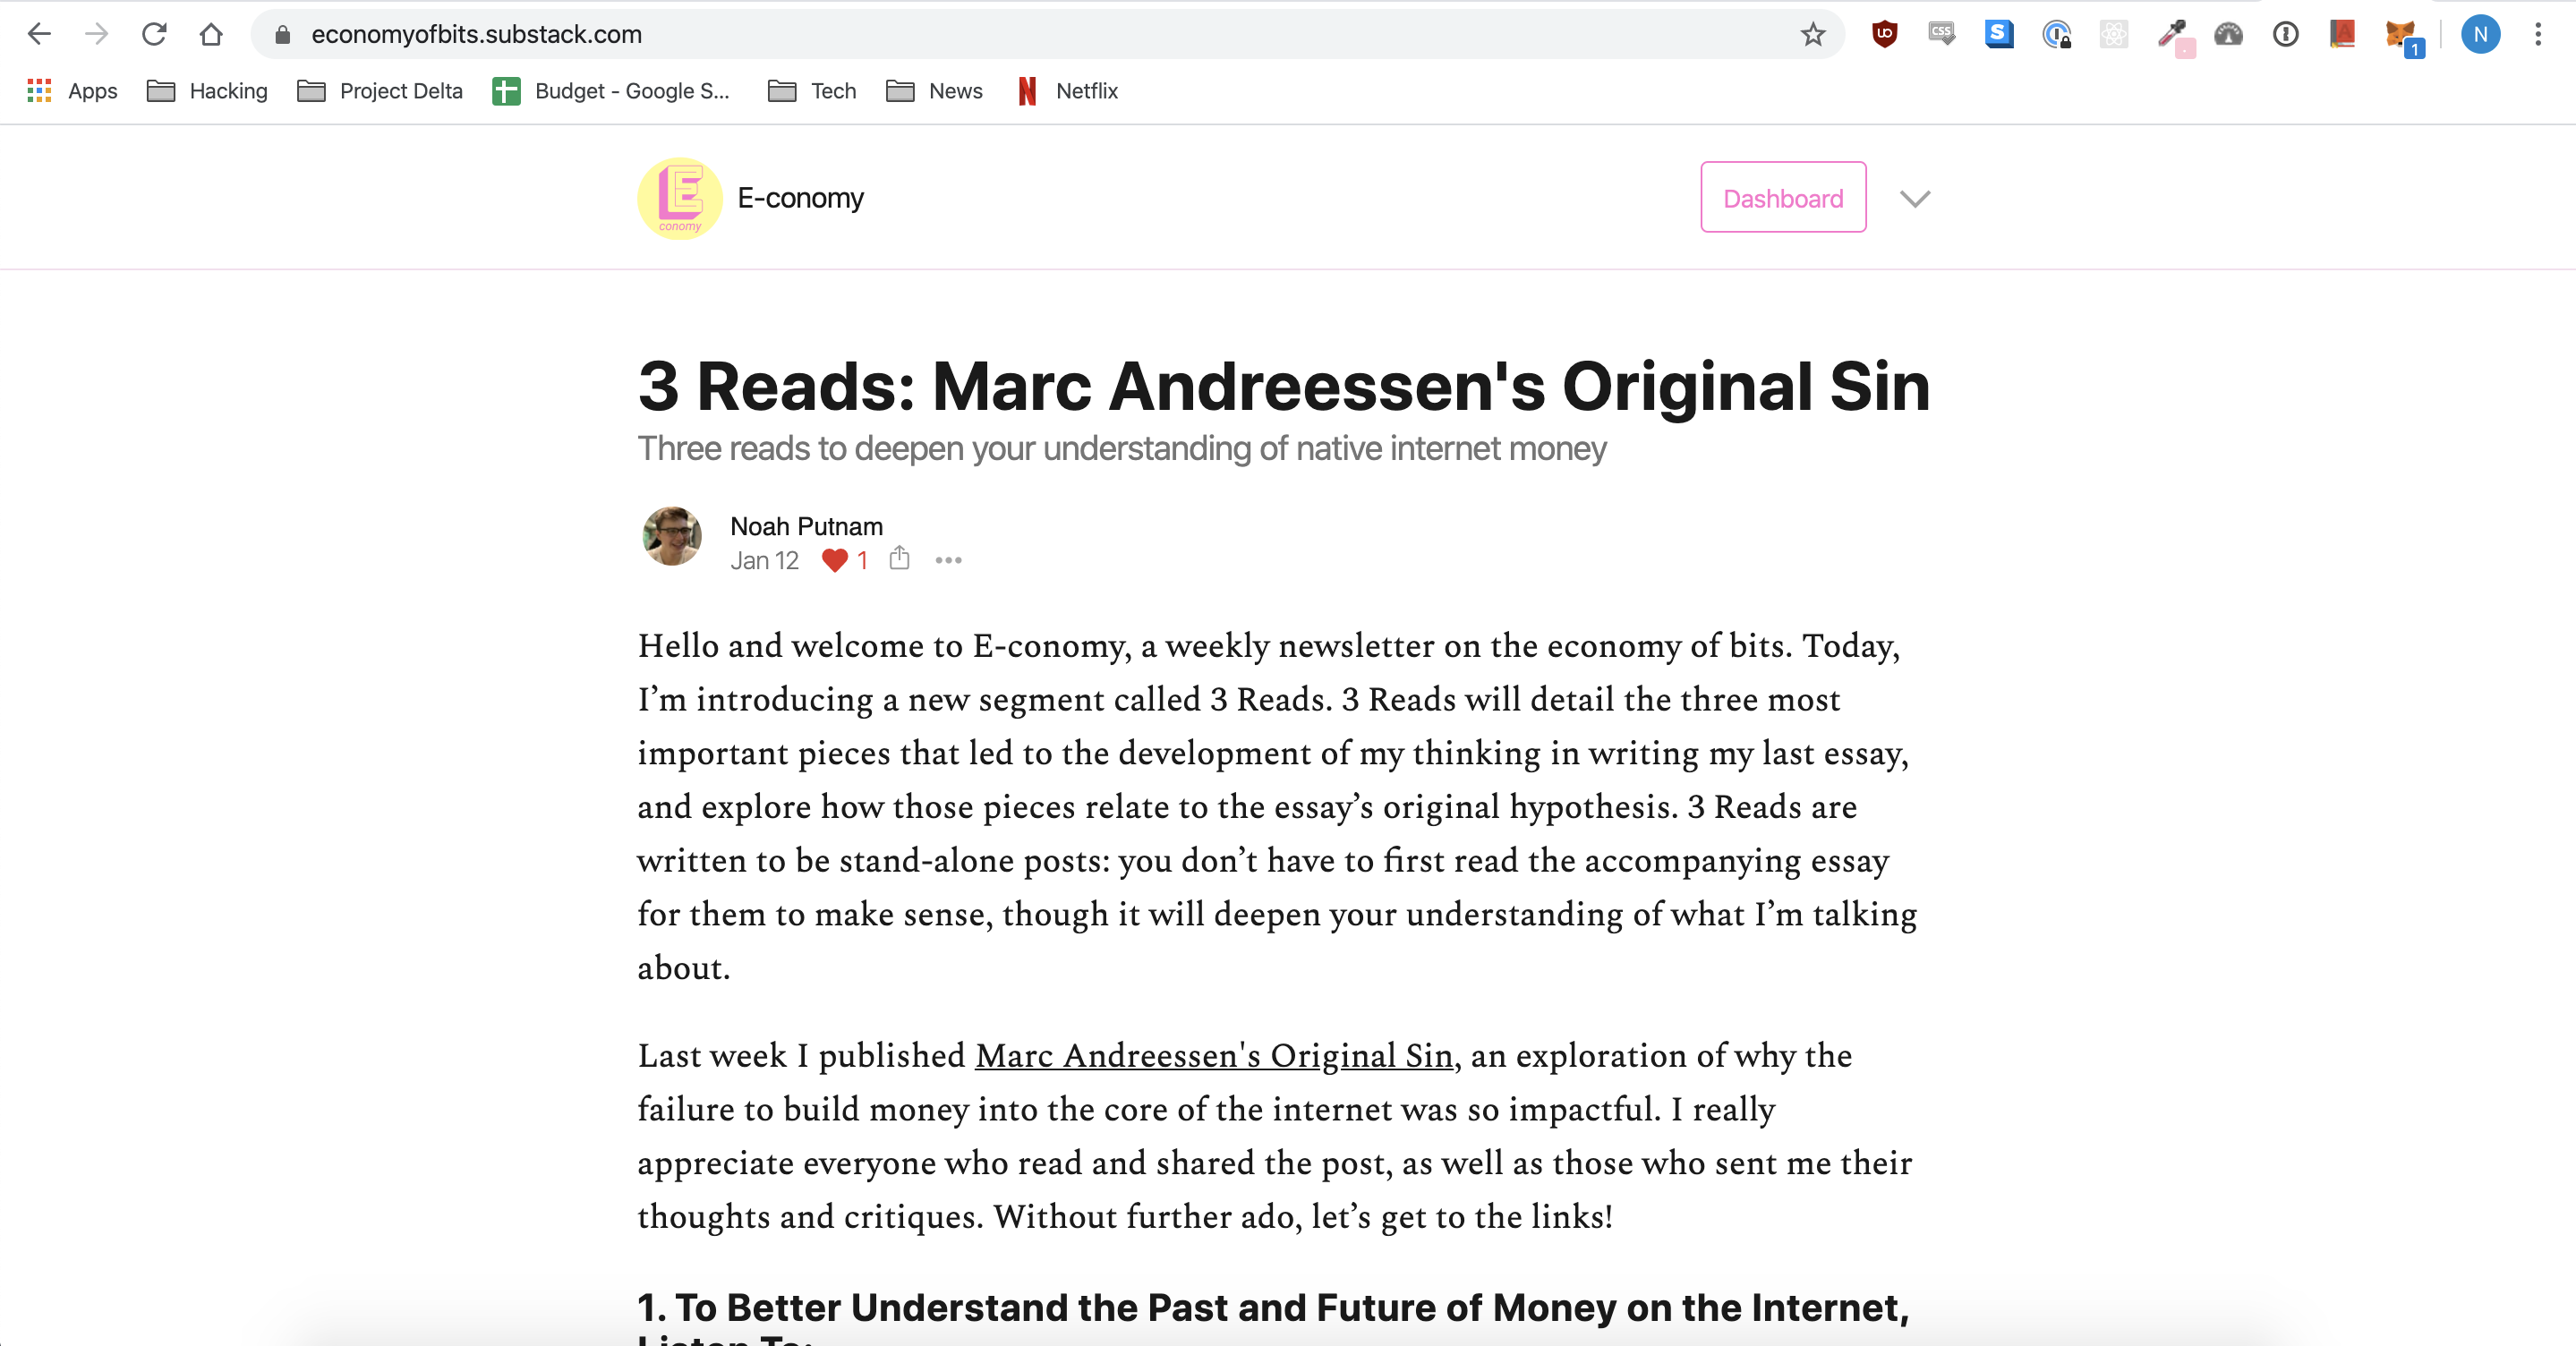 economyofbits.substack.com
Apps
Hacking
Project Delta
Budget - Google S...
Tech
News
Netflix
E
conomy
E-conomy
Dashboard
3 Reads: Marc Andreessen's Original Sin
Three reads to deepen your understanding of native internet money
Noah Putnam
Jan 12
1
Hello and welcome to E-conomy, a weekly newsletter on the economy of bits. Today,
I’m introducing a new segment called 3 Reads. 3 Reads will detail the three most
important pieces that led to the development of my thinking in writing my last essay,
and explore how those pieces relate to the essay’s original hypothesis. 3 Reads are
written to be stand-alone posts: you don’t have to first read the accompanying essay
for them to make sense, though it will deepen your understanding of what I’m talking
about.
Last week I published Marc Andreessen's Original Sin, an exploration of why the
failure to build money into the core of the internet was so impactful. I really
appreciate everyone who read and shared the post, as well as those who sent me their
thoughts and critiques. Without further ado, let’s get to the links!
1. To Better Understand the Past and Future of Money on the Internet,
Listen To: